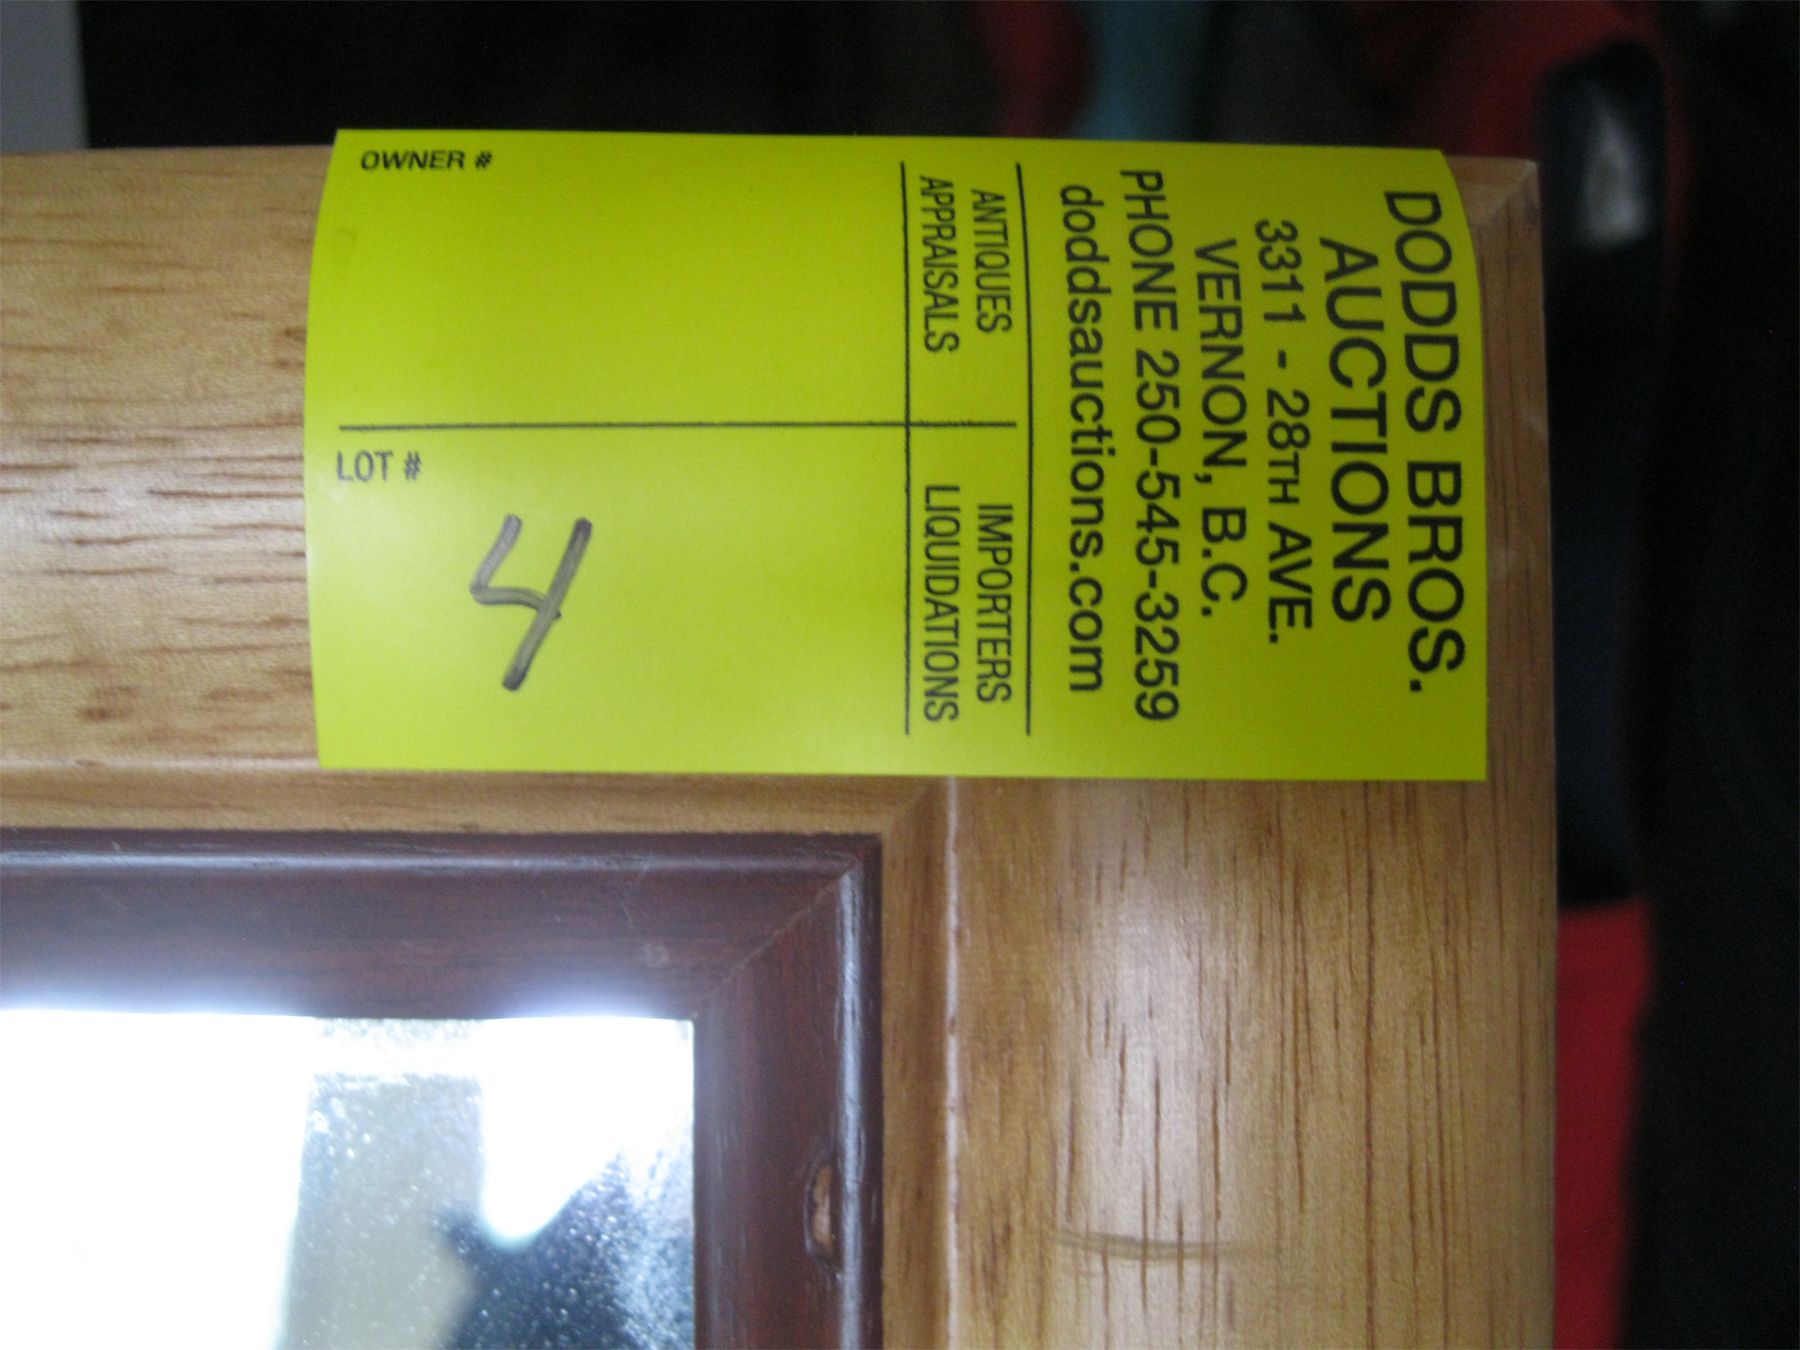 DODDS BROS.
AUCTIONS
3311 - 28TH AVE.
VERNON, B.C.
PHONE 250-545-3259
doddsauctions.com
ANTIQUES IMPORTERS
APPRAISALS LIQUIDATIONS
OWNER #
LOT #
4